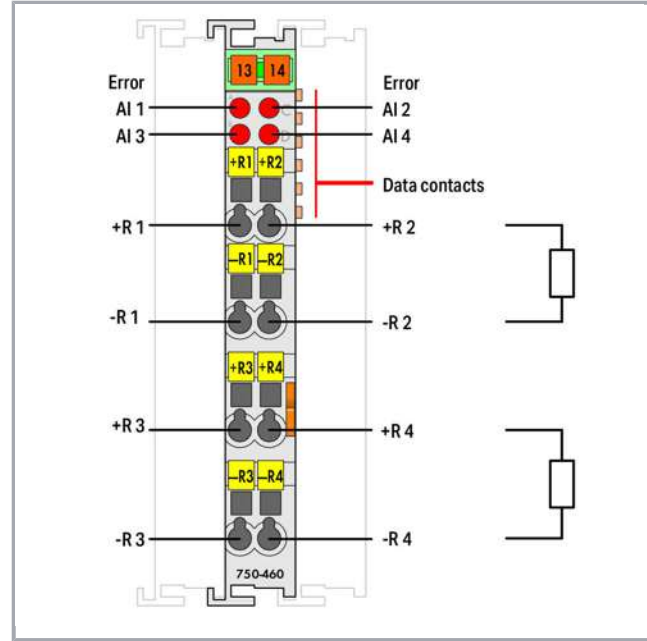 13 14
Error Error
AI 1 C AI 2
AI 3 D AI 4
+R1 +R2
Data contacts
+R 1 +R 2
–R1 –R2
-R 1 -R 2
+R3 +R4
+R 3 +R 4
–R3 –R4
-R 3 -R 4
750-460